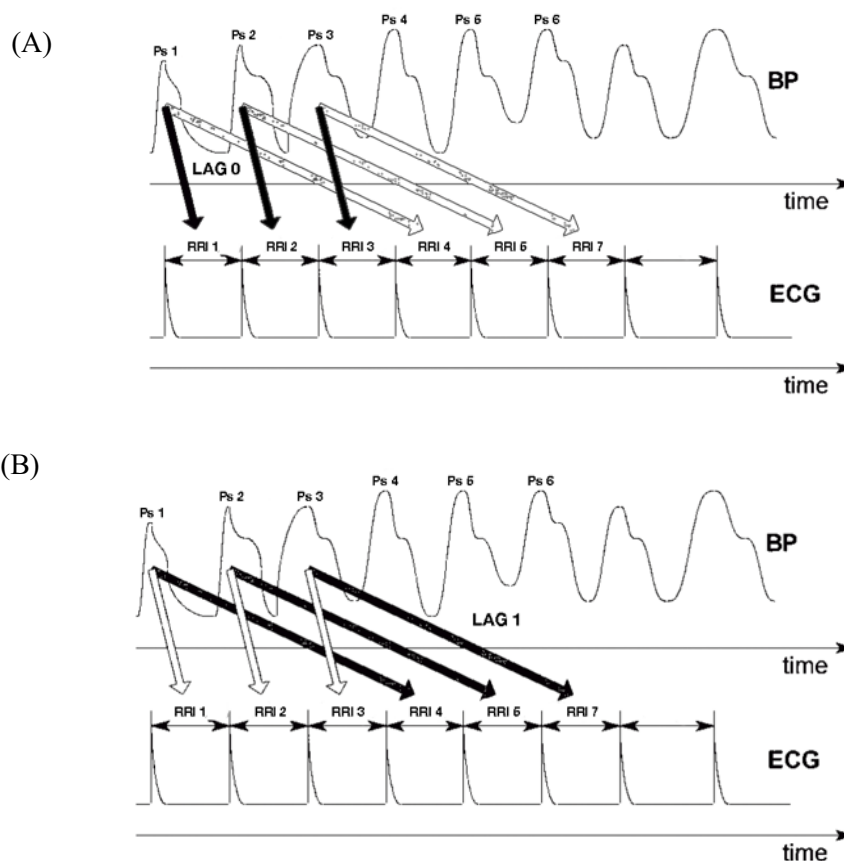 (A)
Ps 1 Ps 2 Ps 3 Ps 4 Ps 5 Ps 6
BP
LAG 0
time
RRI 1 RRI 2 RRI 3 RRI 4 RRI 5 RRI 7
ECG
time
(B)
Ps 1 Ps 2 Ps 3 Ps 4 Ps 5 Ps 6
BP
LAG 1
time
RRI 1 RRI 2 RRI 3 RRI 4 RRI 5 RRI 7
ECG
time